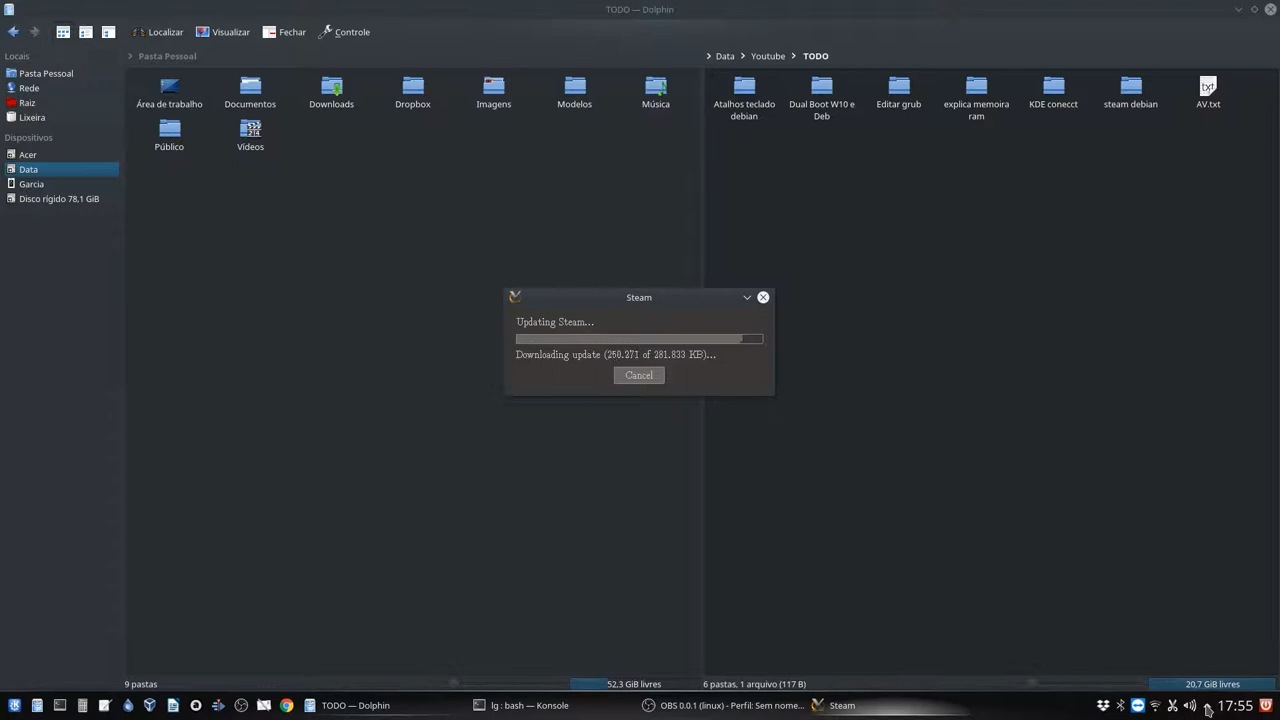 TODO — Dolphin
Localizar
Visualizar
Fechar
Controle
Locais
Pasta Pessoal
Rede
Raiz
Lixeira
Dispositivos
Acer
Data
Garcia
Disco rígido 78,1 GiB
Pasta Pessoal
Área de trabalho
Documentos
Downloads
Dropbox
Imagens
Modelos
Música
Público
Vídeos
Data
Youtube
TODO
Atalhos teclado
debian
Dual Boot W10 e
Deb
Editar grub
explica memoira
ram
KDE conecct
steam debian
AV.txt
Steam
Updating Steam...
Downloading update (250.271 of 281.833 KB)...
Cancel
9 pastas
52,3 GiB livres
6 pastas, 1 arquivo (117 B)
20,7 GiB livres
TODO — Dolphin
lg : bash — Konsole
OBS 0.0.1 (linux) - Perfil: Sem nome...
Steam
17:55